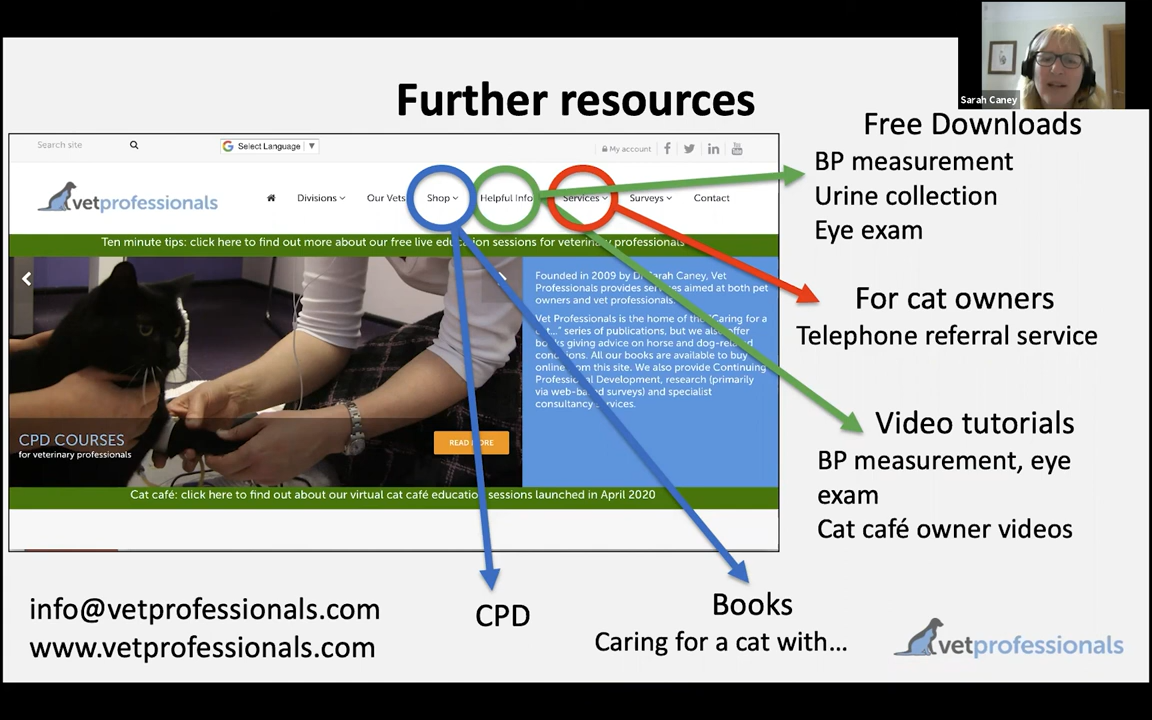 Sarah Caney
Further resources
Search site
Select Language ▼
My account
vetprofessionals
Divisions
Our Vets
Shop
Helpful Info
Services
Surveys
Contact
Ten minute tips: click here to find out more about our free live education sessions for veterinary professionals
CPD COURSES
for veterinary professionals
READ MORE
Founded in 2009 by Dr Sarah Caney, Vet
Professionals provides services aimed at both pet
owners and vet professionals.
Vet Professionals is the home of the "Caring for a
cat..." series of publications, but we also offer
books giving advice on horse and dog-related
conditions. All our books are available to buy
online from this site. We also provide Continuing
Professional Development, research (primarily
via web-based surveys) and specialist
consultancy services.
Cat café: click here to find out about our virtual cat café education sessions launched in April 2020
Free Downloads
BP measurement
Urine collection
Eye exam
For cat owners
Telephone referral service
Video tutorials
BP measurement, eye
exam
Cat café owner videos
info@vetprofessionals.com
www.vetprofessionals.com
CPD
Books
Caring for a cat with...
vetprofessionals